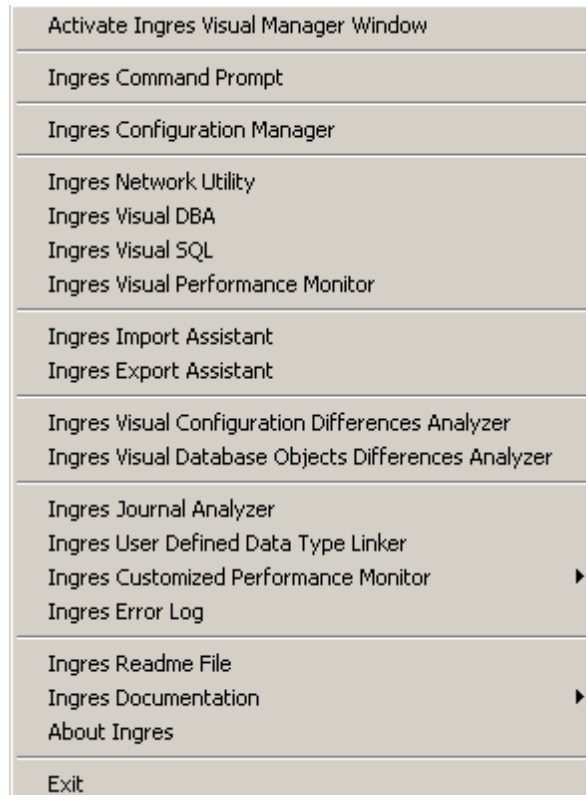 Activate Ingres Visual Manager Window
Ingres Command Prompt
Ingres Configuration Manager
Ingres Network Utility
Ingres Visual DBA
Ingres Visual SQL
Ingres Visual Performance Monitor
Ingres Import Assistant
Ingres Export Assistant
Ingres Visual Configuration Differences Analyzer
Ingres Visual Database Objects Differences Analyzer
Ingres Journal Analyzer
Ingres User Defined Data Type Linker
Ingres Customized Performance Monitor
Ingres Error Log
Ingres Readme File
Ingres Documentation
About Ingres
Exit